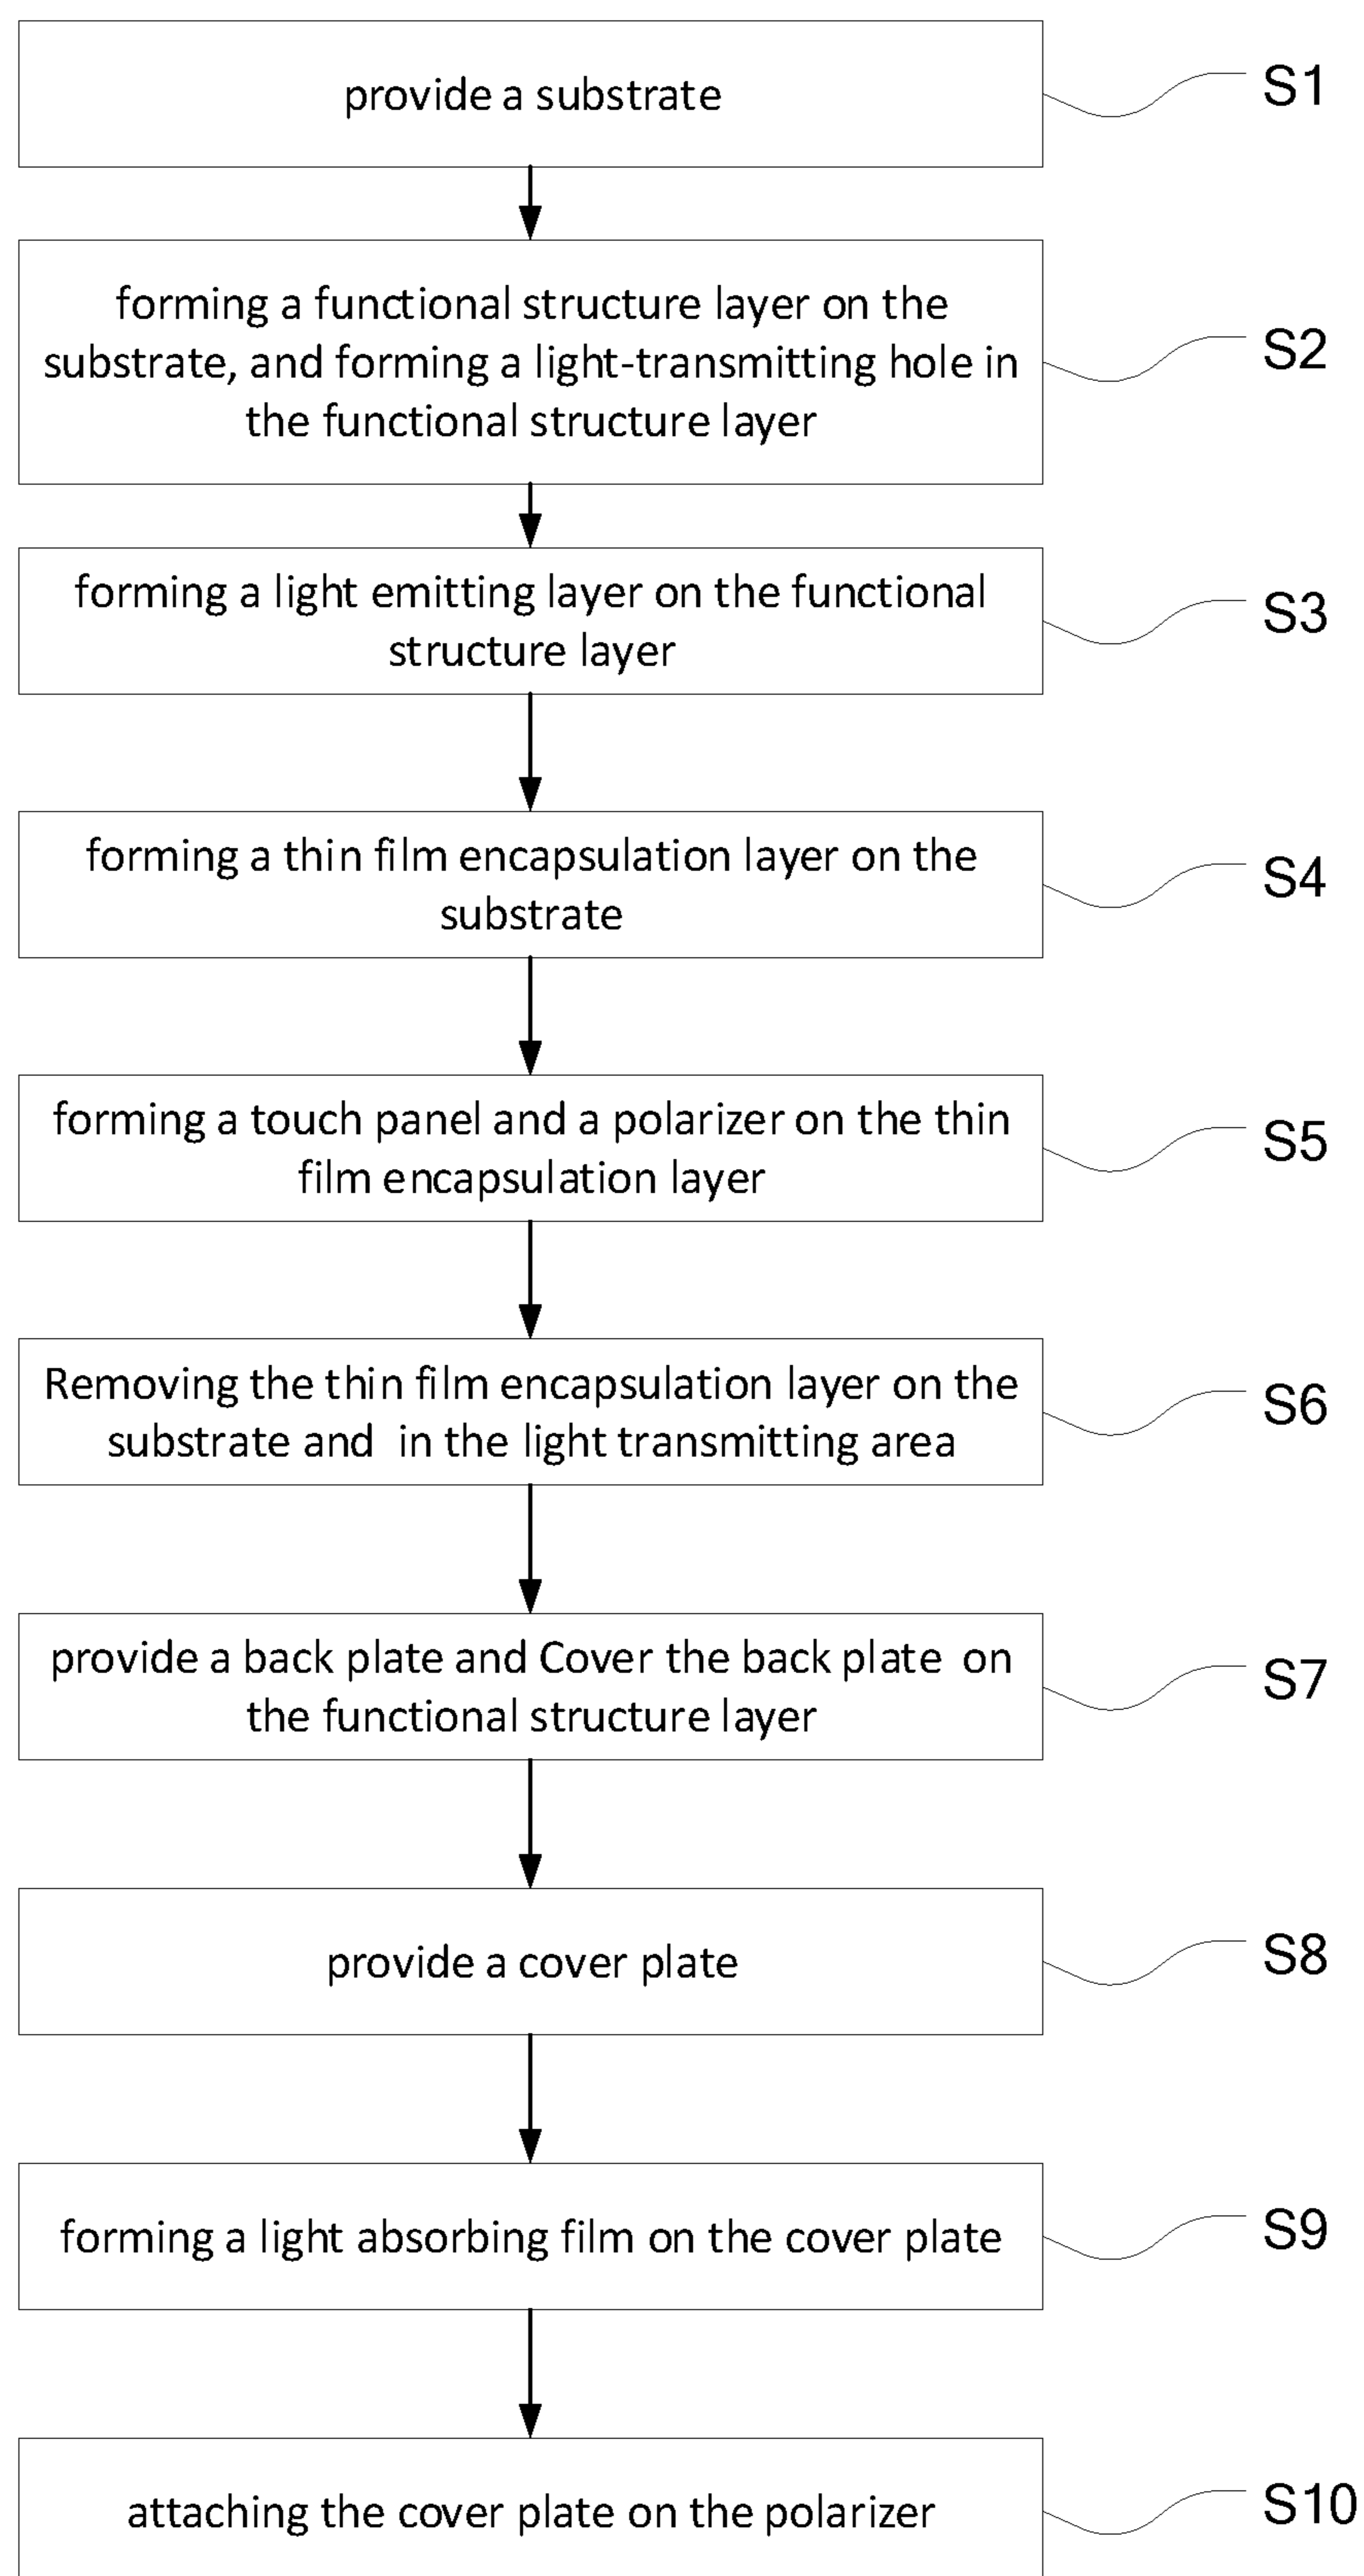 provide a substrate
S1
forming a functional structure layer on the
substrate, and forming a light-transmitting hole in
the functional structure layer
S2
forming a light emitting layer on the functional
structure layer
S3
forming a thin film encapsulation layer on the
substrate
S4
forming a touch panel and a polarizer on the thin
film encapsulation layer
S5
Removing the thin film encapsulation layer on the
substrate and  in the light transmitting area
S6
provide a back plate and Cover the back plate  on
the functional structure layer
S7
provide a cover plate
S8
forming a light absorbing film on the cover plate
S9
attaching the cover plate on the polarizer
S10